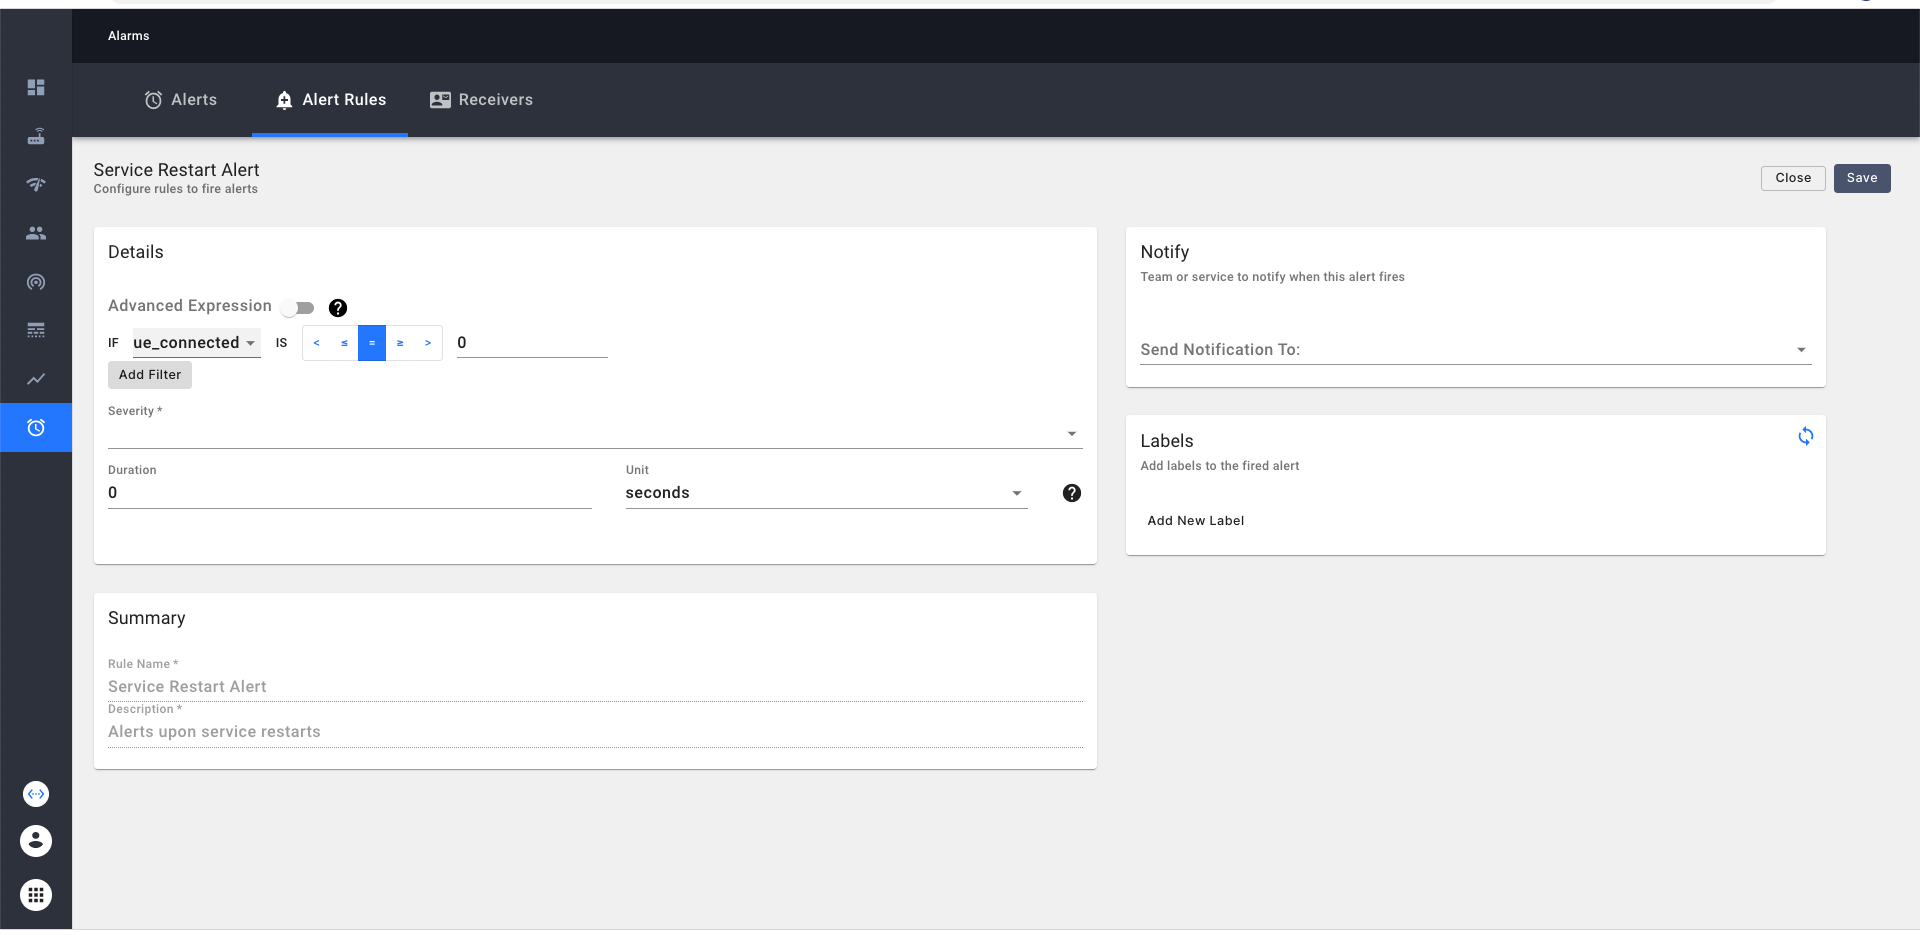 Alarms
Alerts
Alert Rules
Receivers
Service Restart Alert
Configure rules to fire alerts
Close
Save
Details
Advanced Expression
?
IF ue_connected IS < ≤ = ≥ > 0
Add Filter
Severity *
Duration
Unit
0
seconds
?
Summary
Rule Name *
Service Restart Alert
Description *
Alerts upon service restarts
Notify
Team or service to notify when this alert fires
Send Notification To:
Labels
Add labels to the fired alert
Add New Label